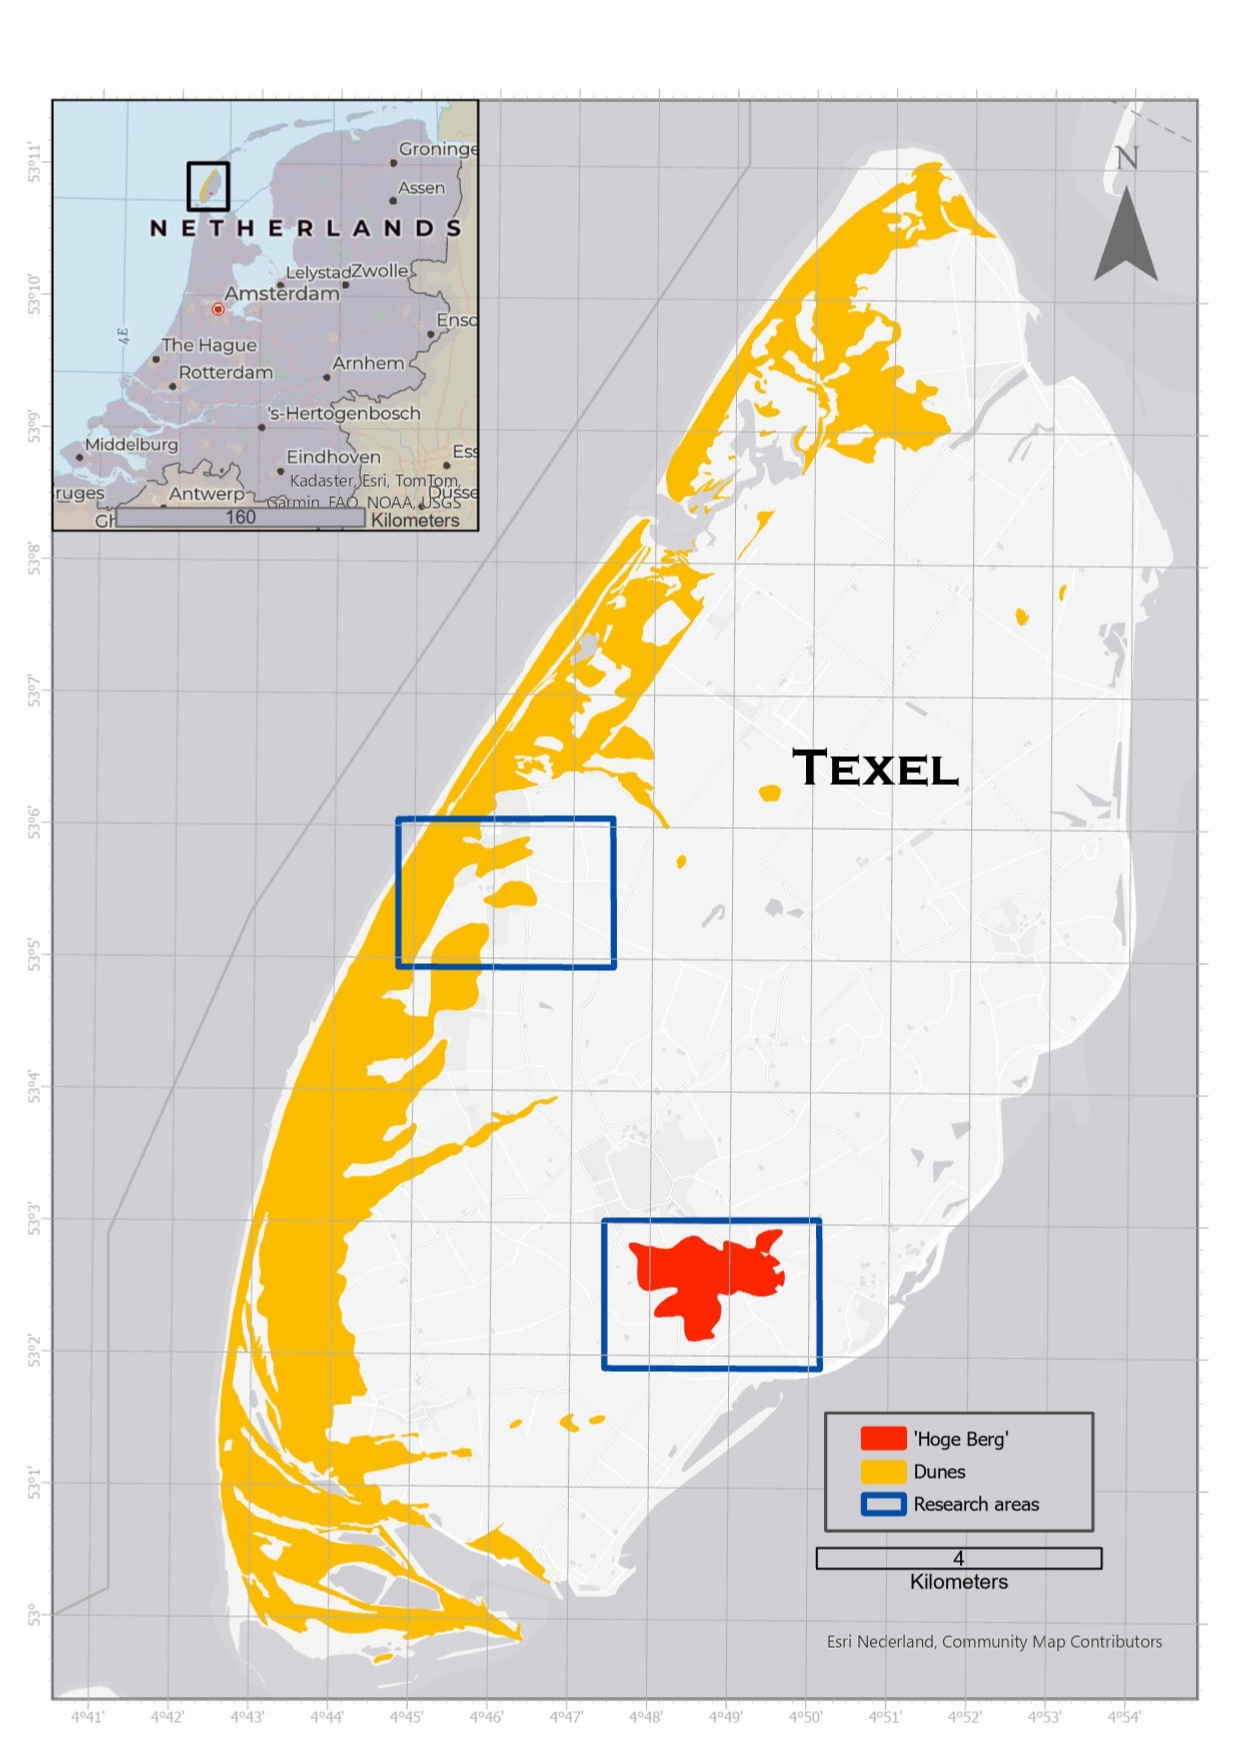 Groninge
Assen
NETHERLANDS
Lelystad
Zwolle
Amsterdam
Ensc
4E
The Hague
Rotterdam
Arnhem
's-Hertogenbosch
Middelburg
Eindhoven
Ess
Kadaster, Esri, TomTom,
Garmin, FAO, NOAA, USGS
ruges
Antwerp
Dusse
Gh
160
Kilometers
N
TEXEL
53°11'
53°10'
53°9'
53°8'
53°7'
53°6'
53°5'
53°4'
53°3'
53°2'
53°1'
53°
'Hoge Berg'
Dunes
Research areas
4
Kilometers
Esri Nederland, Community Map Contributors
4°41'
4°42'
4°43'
4°44'
4°45'
4°46'
4°47'
4°48'
4°49'
4°50'
4°51'
4°52'
4°53'
4°54'